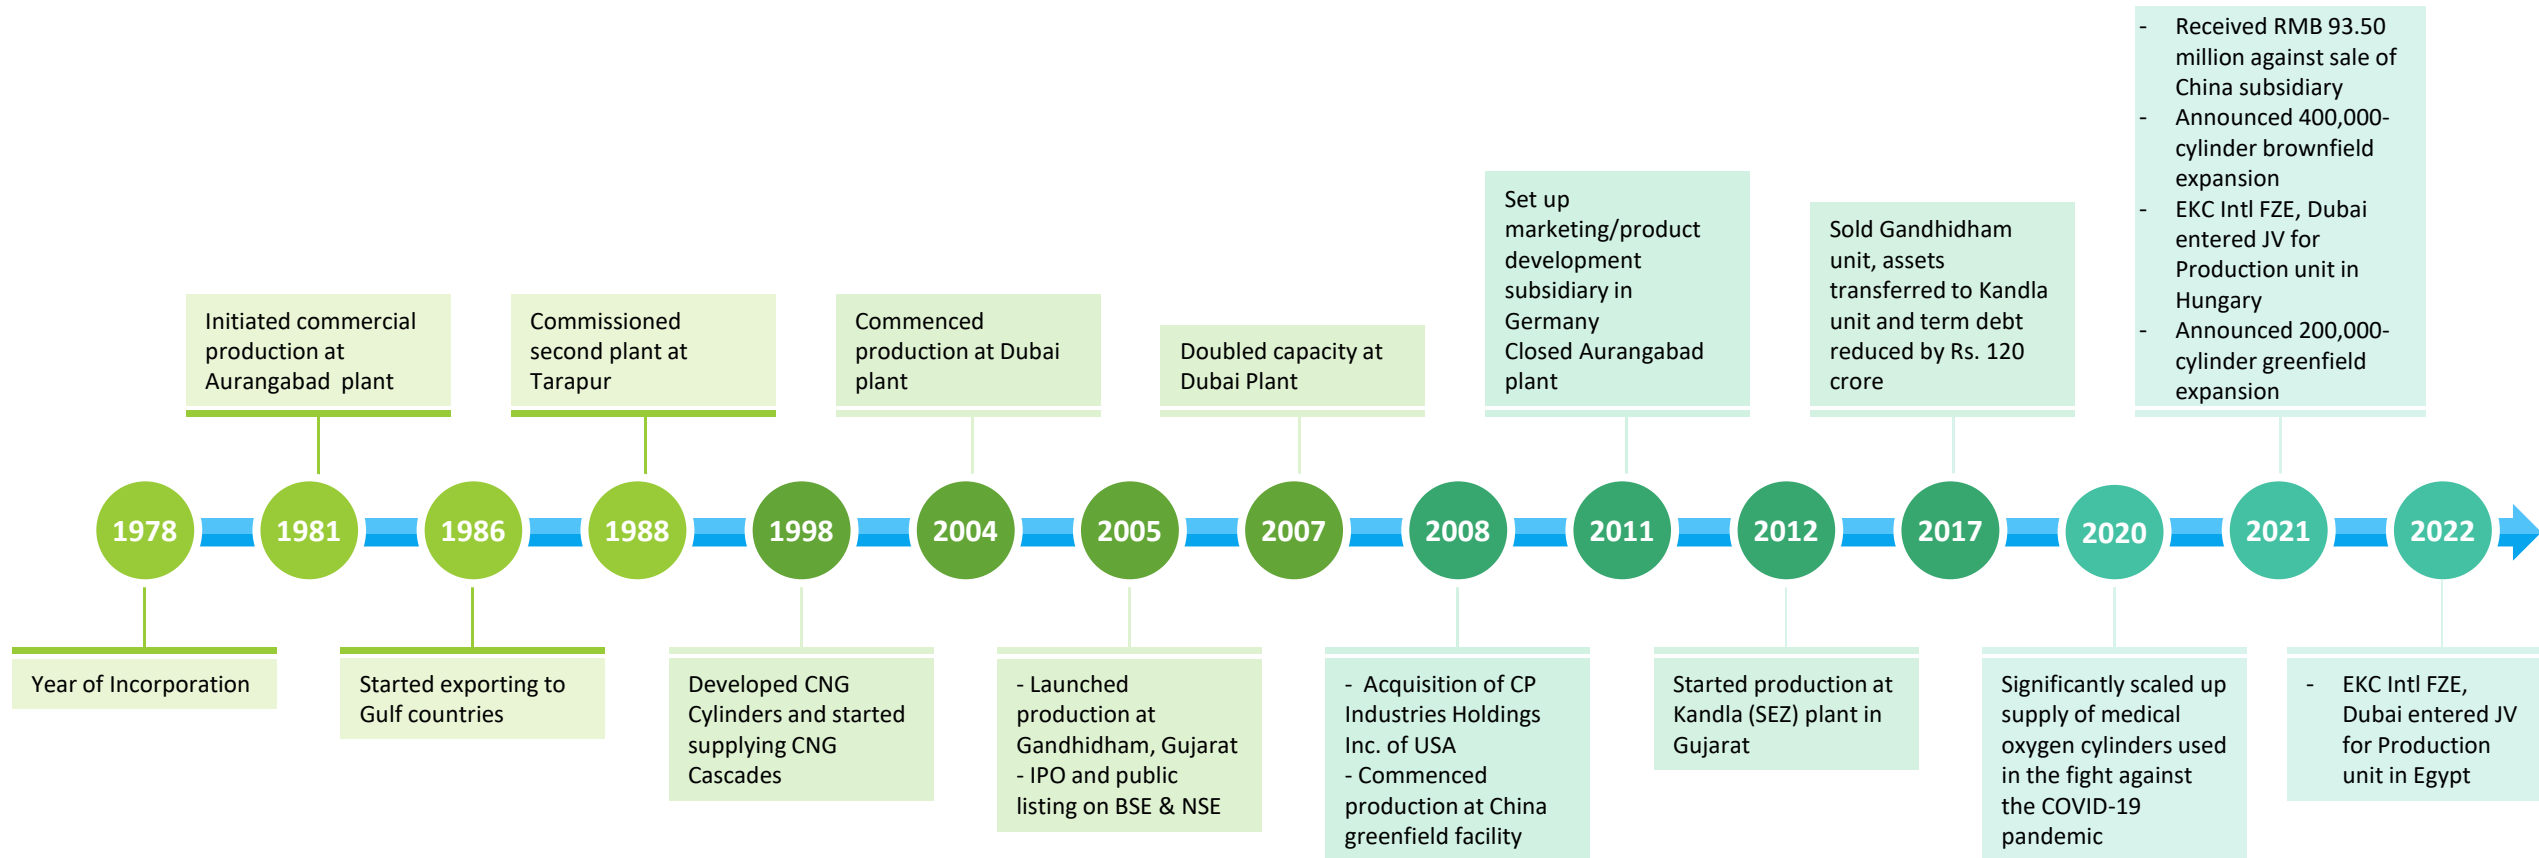 - Received RMB 93.50
million against sale of
China subsidiary
- Announced 400,000-
cylinder brownfield
expansion
- EKC Intl FZE, Dubai
entered JV for
Production unit in
Hungary
- Announced 200,000-
cylinder greenfield
expansion
Set up
marketing/product
development
subsidiary in
Germany
Closed Aurangabad
plant
Sold Gandhidham
unit, assets
transferred to Kandla
unit and term debt
reduced by Rs. 120
crore
Initiated commercial
production at
Aurangabad plant
Commissioned
second plant at
Tarapur
Commenced
production at Dubai
plant
Doubled capacity at
Dubai Plant
1978
1981
1986
1988
1998
2004
2005
2007
2008
2011
2012
2017
2020
2021
2022
Year of Incorporation
Started exporting to
Gulf countries
Developed CNG
Cylinders and started
supplying CNG
Cascades
- Launched
production at
Gandhidham, Gujarat
- IPO and public
listing on BSE & NSE
- Acquisition of CP
Industries Holdings
Inc. of USA
- Commenced
production at China
greenfield facility
Started production at
Kandla (SEZ) plant in
Gujarat
Significantly scaled up
supply of medical
oxygen cylinders used
in the fight against
the COVID-19
pandemic
- EKC Intl FZE,
Dubai entered JV
for Production
unit in Egypt